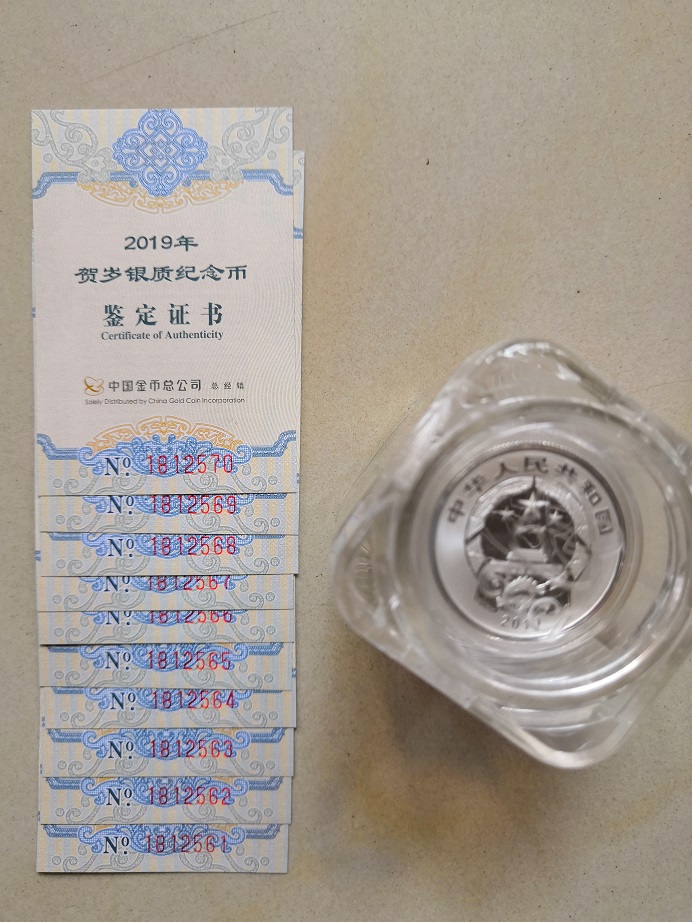 2019年
贺岁银质纪念币
鉴定证书
Certificate of Authenticity
中国金币总公司 总经销
Solely Distributed by China Gold Coin Incorporation
№ 1812570
№ 1812569
№ 1812568
№ 1812567
№ 1812566
№ 1812565
№ 1812564
№ 1812563
№ 1812562
№ 1812561
中华人民共和国